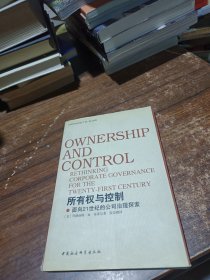 OWNERSHIP
AND
CONTROL
RETHINKING
CORPORATE GOVERNANCE
FOR THE
TWENTY-FIRST CENTURY
所有权与控制
面向21世纪的公司治理探索
中国社会科学出版社